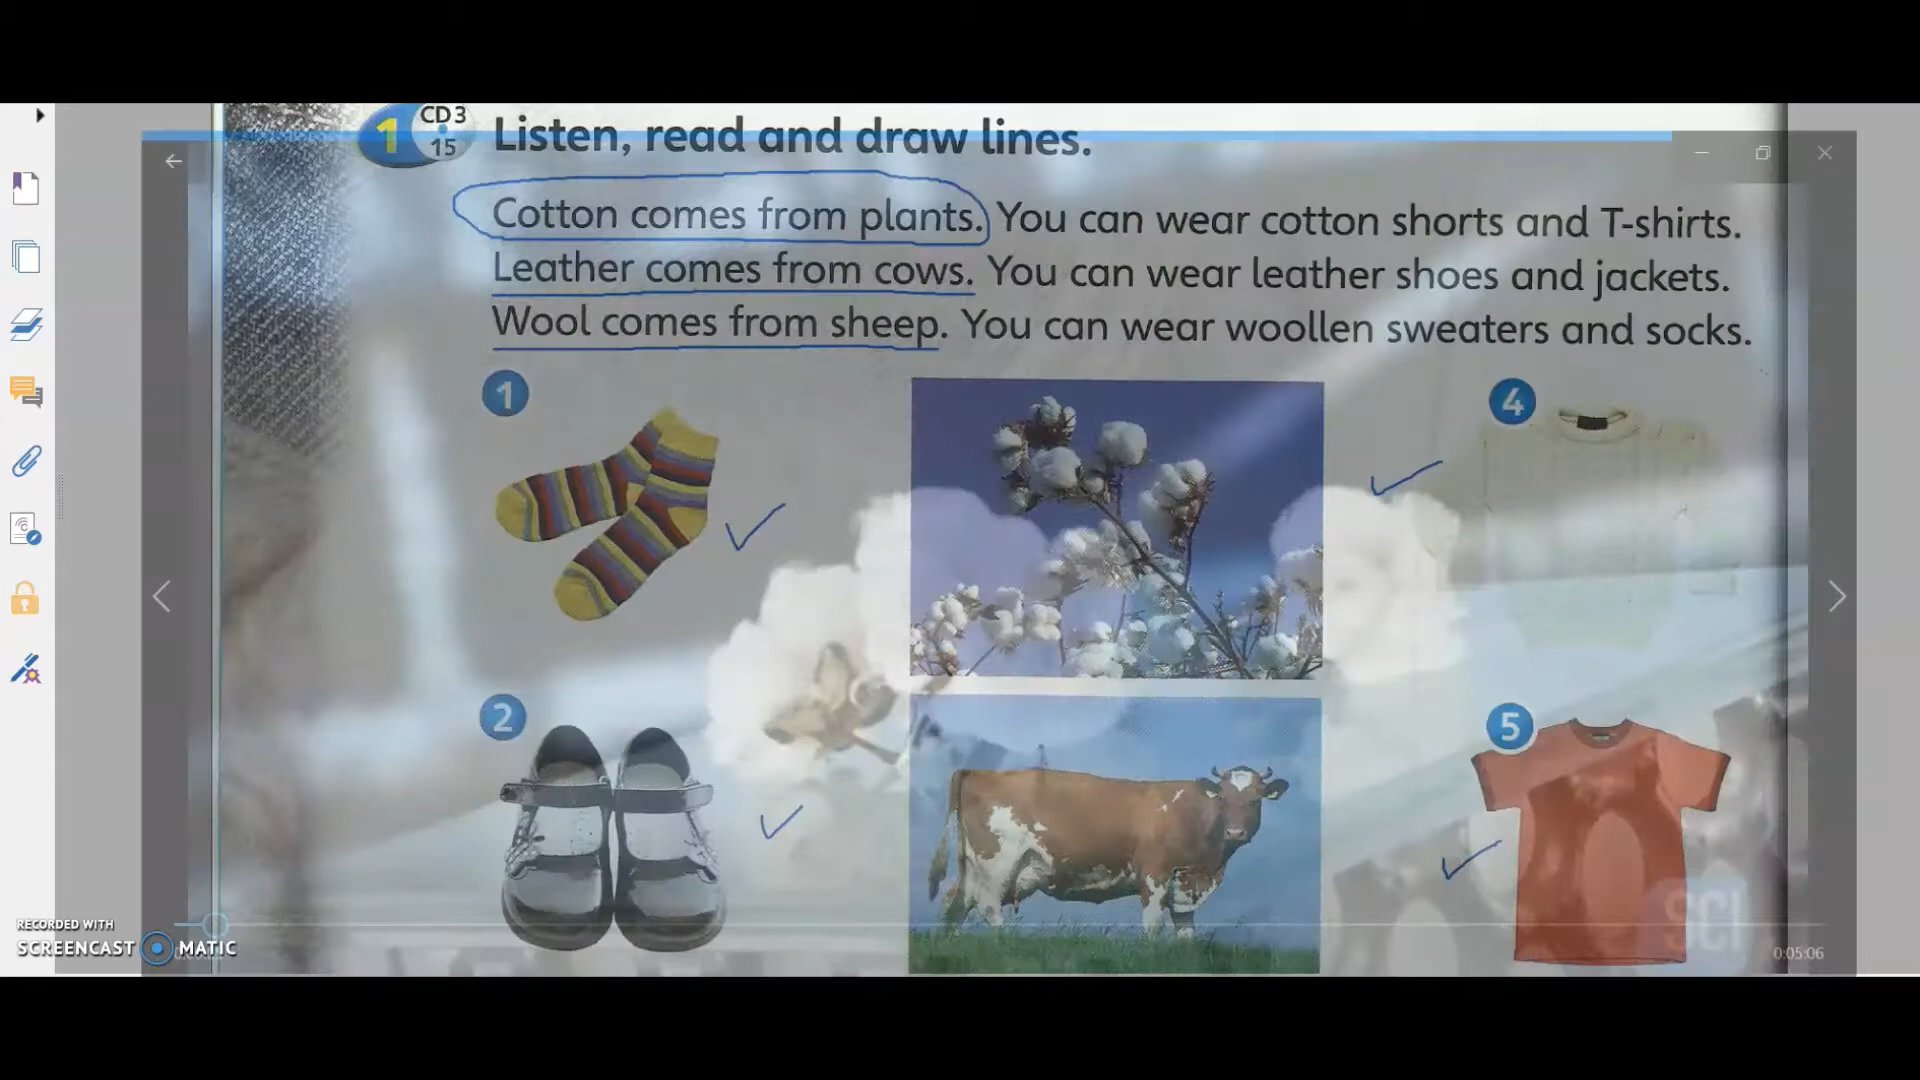 1 CD3 15 Listen, read and draw lines.
Cotton comes from plants. You can wear cotton shorts and T-shirts.
Leather comes from cows. You can wear leather shoes and jackets.
Wool comes from sheep. You can wear woollen sweaters and socks.
1
4
2
5
SCI
RECORDED WITH
SCREENCAST MATIC
0:05:06